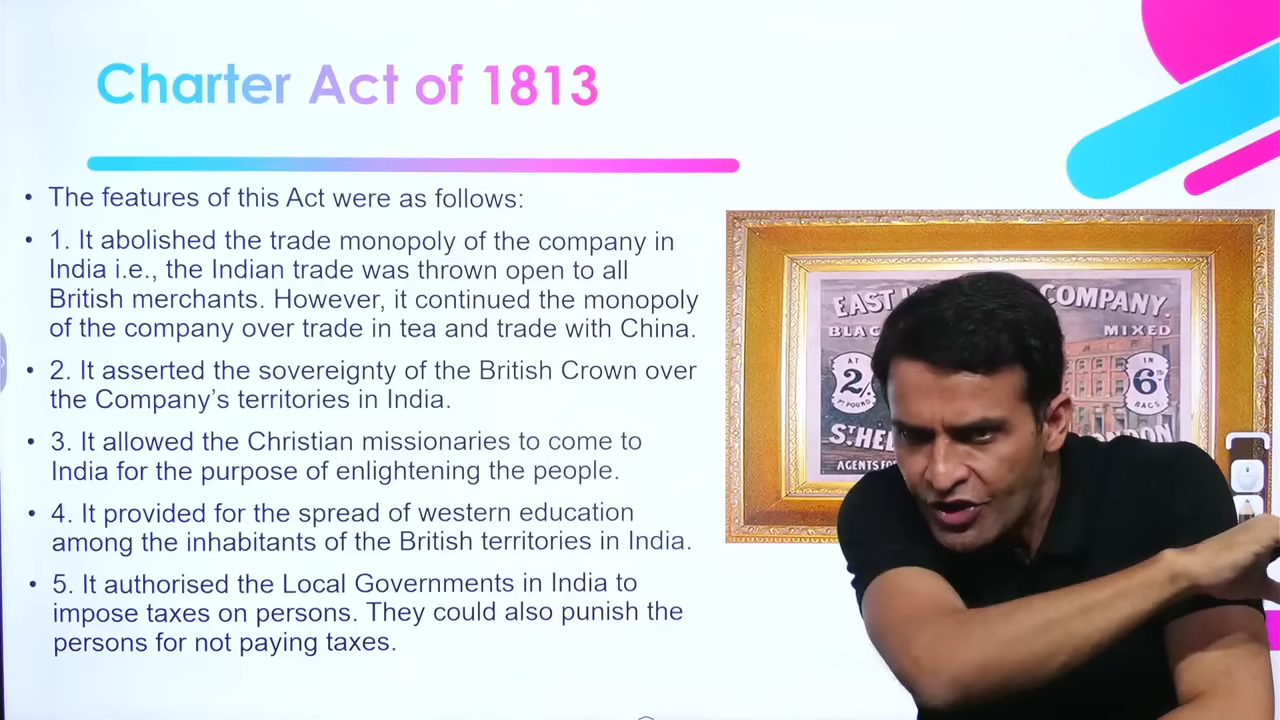 Charter Act of 1813
• The features of this Act were as follows:
• 1. It abolished the trade monopoly of the company in
India i.e., the Indian trade was thrown open to all
British merchants. However, it continued the monopoly
of the company over trade in tea and trade with China.
• 2. It asserted the sovereignty of the British Crown over
the Company's territories in India.
• 3. It allowed the Christian missionaries to come to
India for the purpose of enlightening the people.
• 4. It provided for the spread of western education
among the inhabitants of the British territories in India.
• 5. It authorised the Local Governments in India to
impose taxes on persons. They could also punish the
persons for not paying taxes.
EAST COMPANY.
MIXED
AT
2/.
PR POUND
IN
6
BAGS.
AGENTS